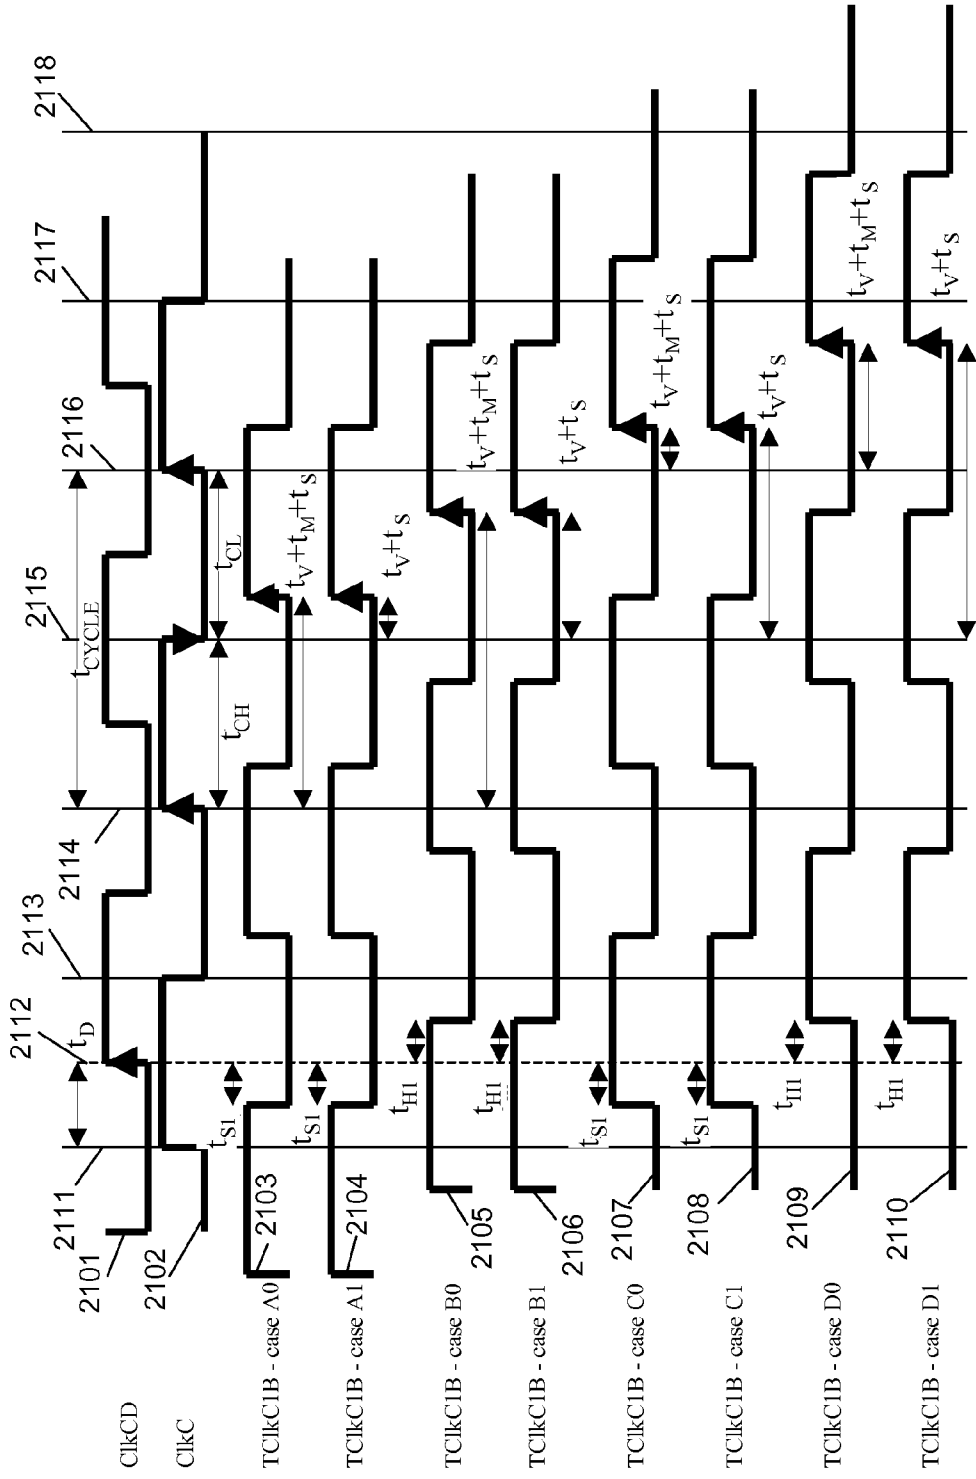 2111
2112
2113
2114
2115
2116
2117
2118
ClkCD
2101
t_D
t_CYCLE
ClkC
2102
t_CH
t_CL
TClkC1B - case A0
2103
t_S1
t_V+t_M+t_S
TClkC1B - case A1
2104
t_S1
t_V+t_S
TClkC1B - case B0
2105
t_H1
t_V+t_M+t_S
TClkC1B - case B1
2106
t_H1
t_V+t_S
TClkC1B - case C0
2107
t_S1
t_V+t_M+t_S
TClkC1B - case C1
2108
t_S1
t_V+t_S
TClkC1B - case D0
2109
t_H1
t_V+t_M+t_S
TClkC1B - case D1
2110
t_H1
t_V+t_S